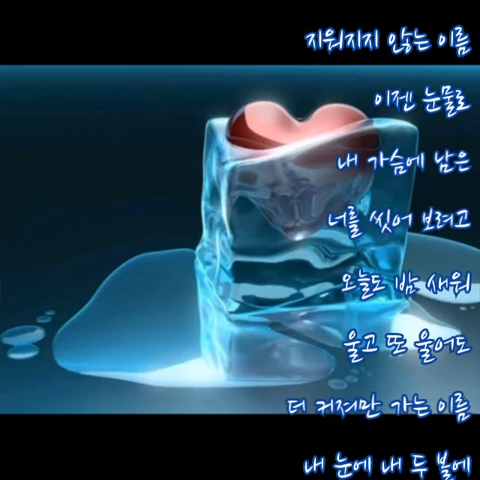 지워지지 않는 이름
이젠 눈물로
내 가슴에 남은
너를 씻어 보려고
오늘도 밤 새워
울고 또 울어도
더 커져만 가는 이름
내 눈에 내 두 볼에